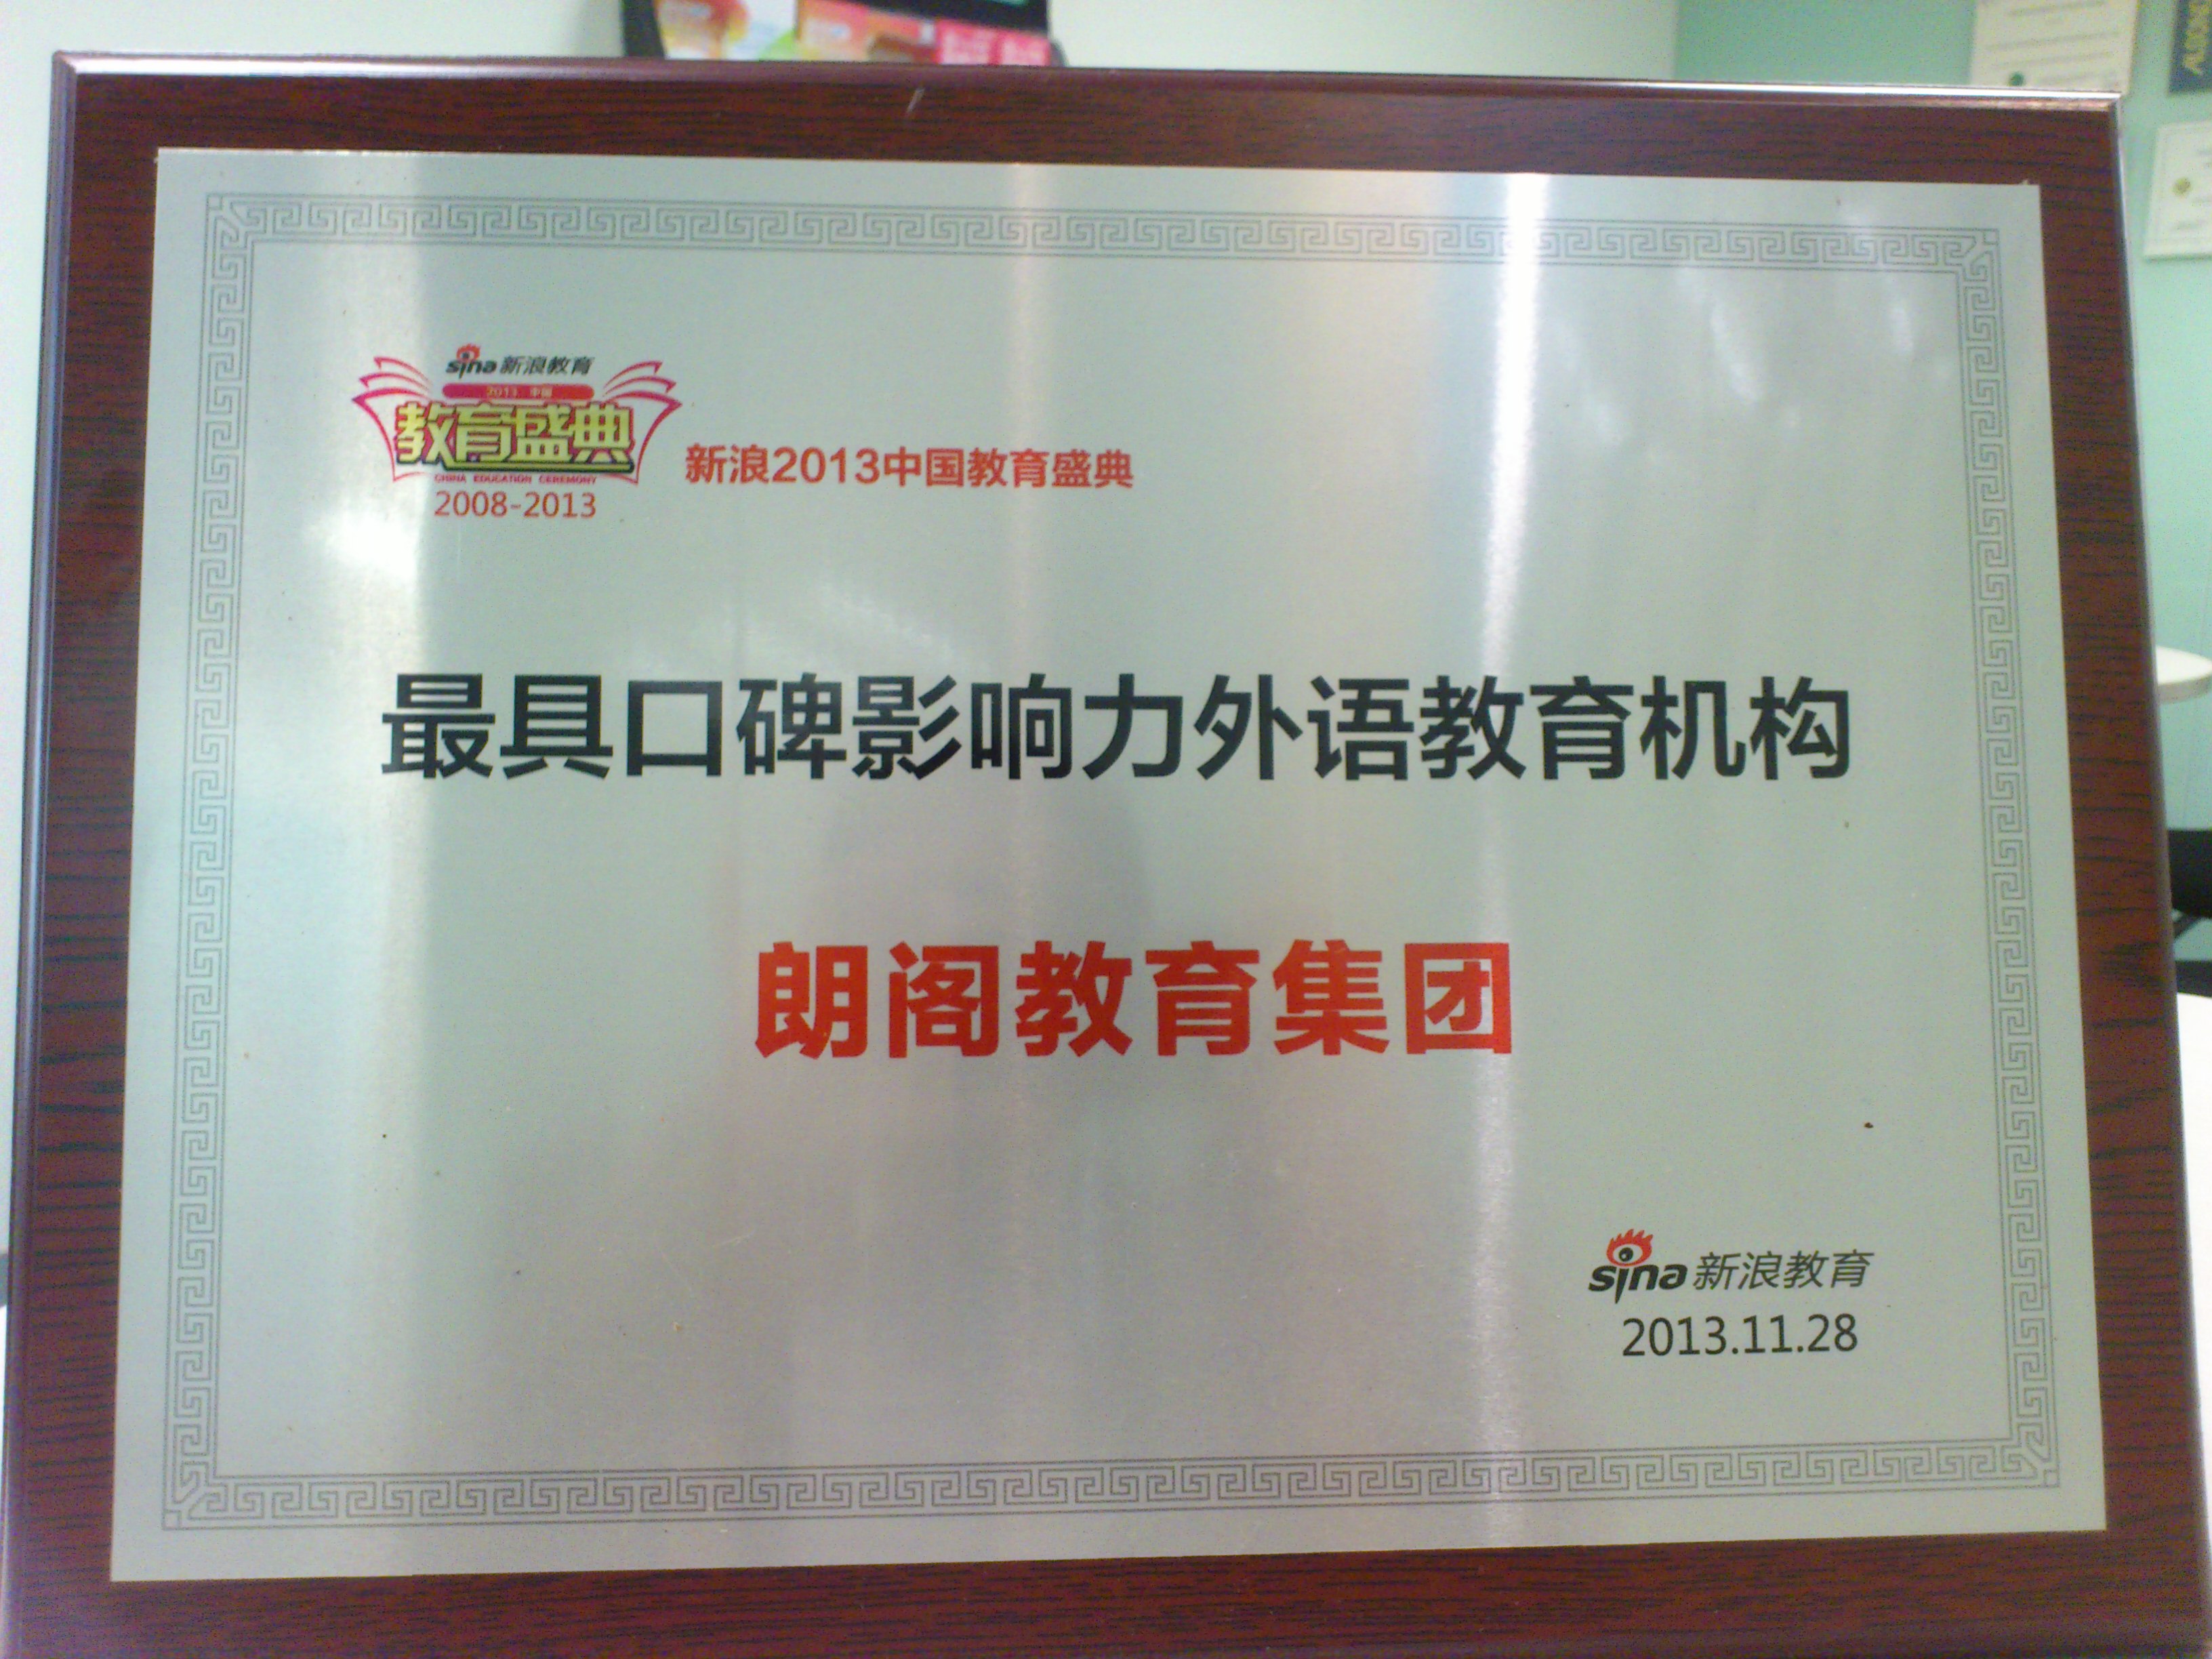 sina新浪教育
2013 中国
教育盛典
CHINA EDUCATION CEREMONY
2008-2013
新浪2013中国教育盛典
最具口碑影响力外语教育机构
朗阁教育集团
sina新浪教育
2013.11.28